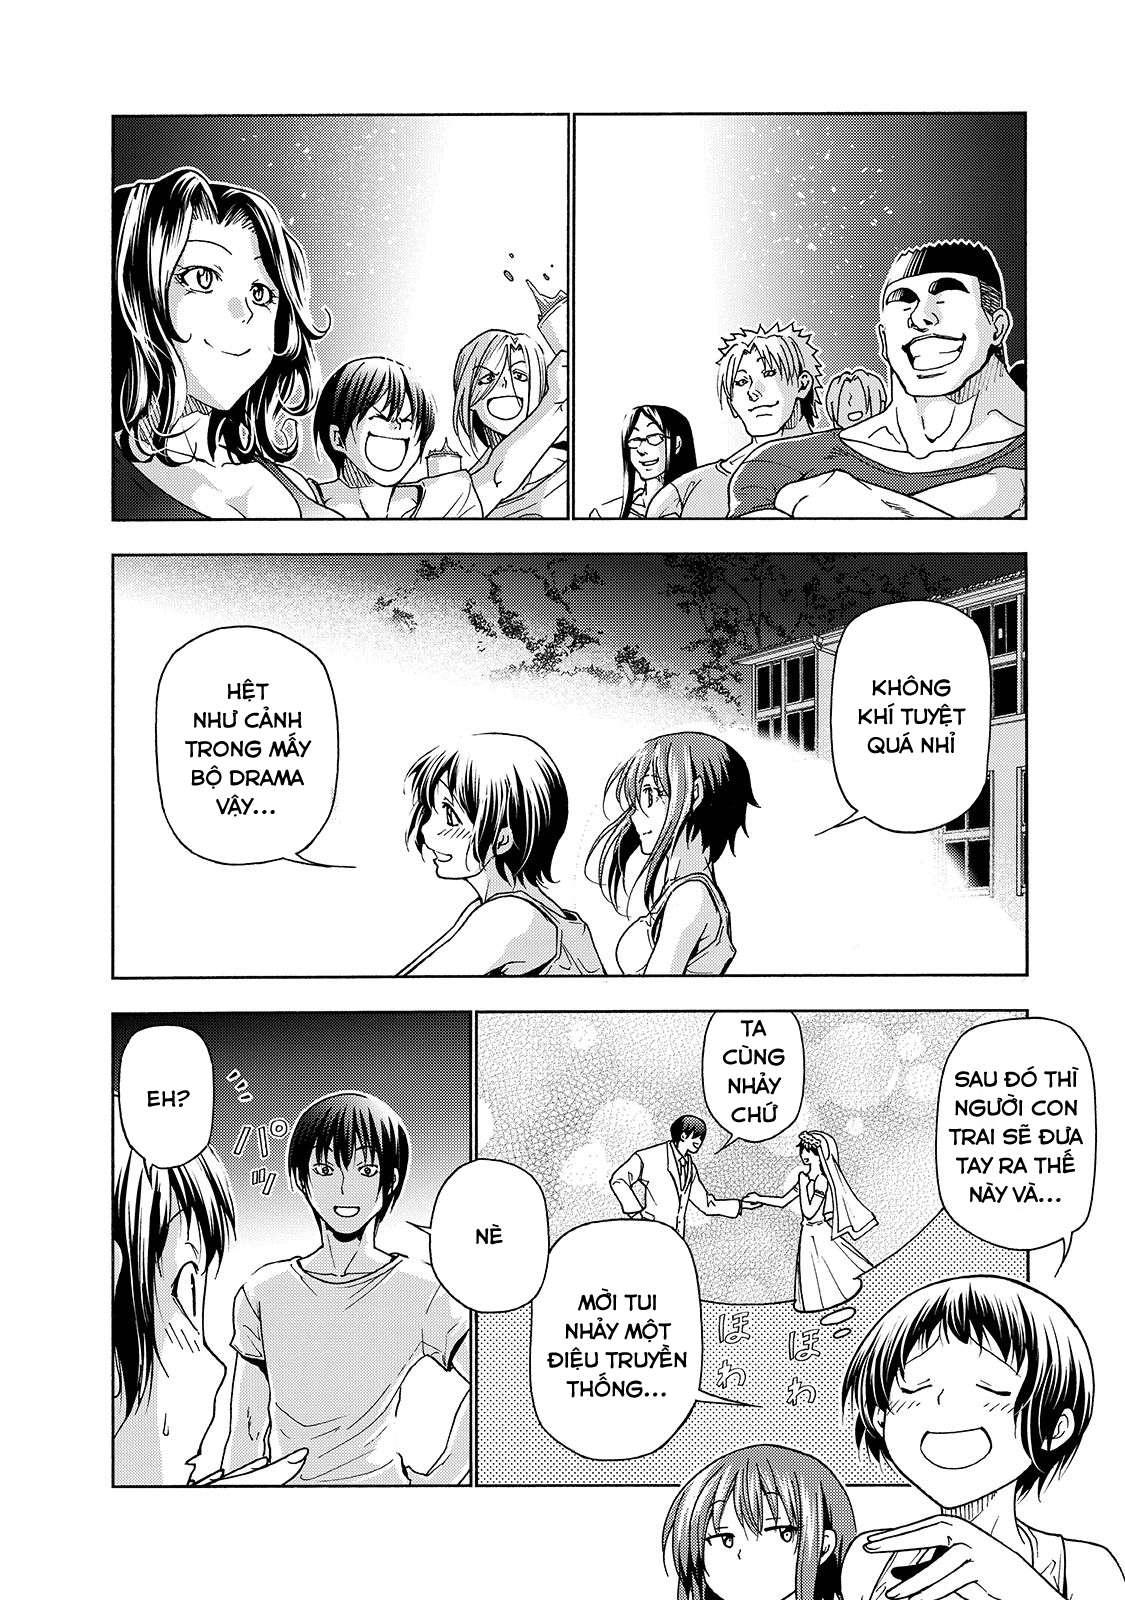 KHÔNG
KHÍ TUYỆT
QUÁ NHỈ
HỆT
NHƯ CẢNH
TRONG MẤY
BỘ DRAMA
VẬY...
SAU ĐÓ THÌ
NGƯỜI CON
TRAI SẼ ĐƯA
TAY RA THẾ
NÀY VÀ...
TA
CÙNG
NHẢY
CHỨ
MỜI TUI
NHẢY MỘT
ĐIỆU TRUYỀN
THỐNG...
ほわ
ほわ
NÈ
EH?